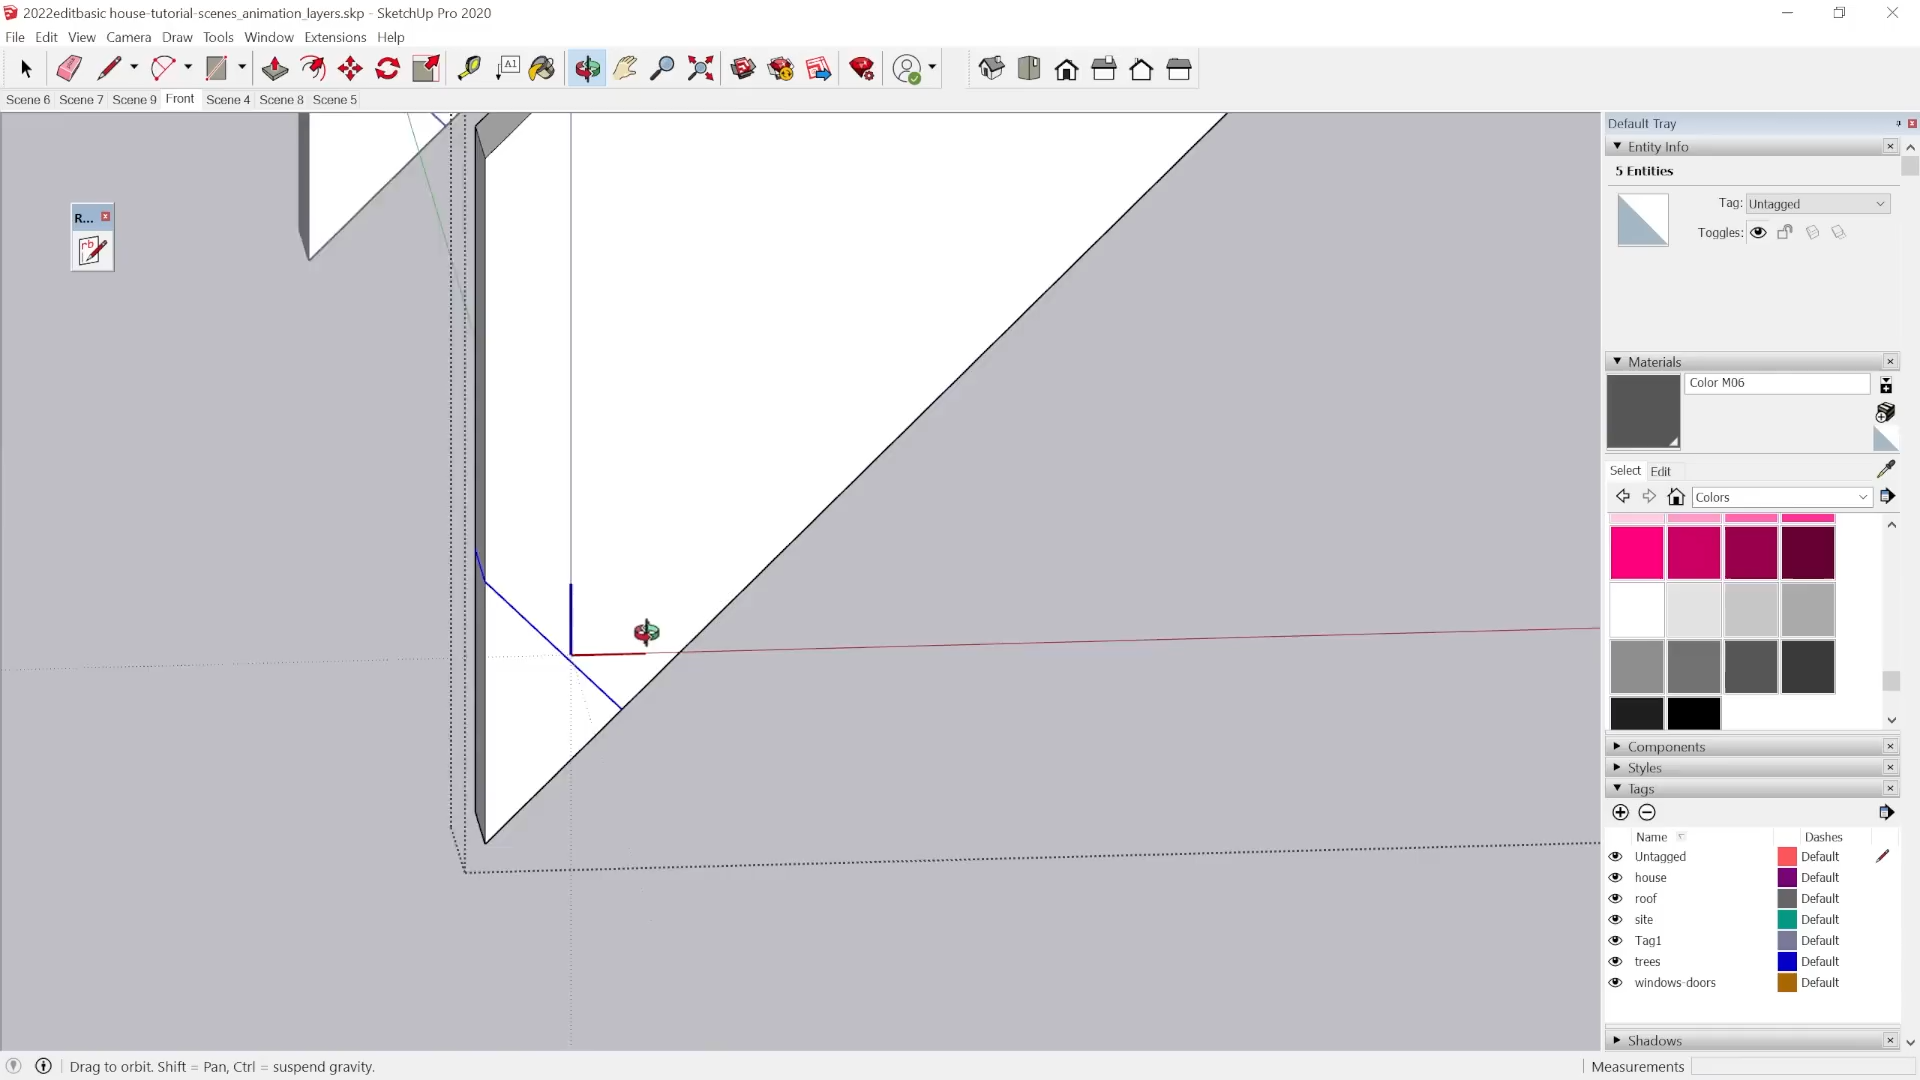 2022editbasic house-tutorial-scenes_animation_layers.skp - SketchUp Pro 2020
File Edit View Camera Draw Tools Window Extensions Help
A1
Scene 6 Scene 7 Scene 9 Front Scene 4 Scene 8 Scene 5
Default Tray
Entity Info
5 Entities
Tag: Untagged
Toggles:
R...
rb
Materials
Color M06
Select Edit
Colors
Components
Styles
Tags
Name Dashes
Untagged Default
house Default
roof Default
site Default
Tag1 Default
trees Default
windows-doors Default
Shadows
Drag to orbit. Shift = Pan, Ctrl = suspend gravity.
Measurements